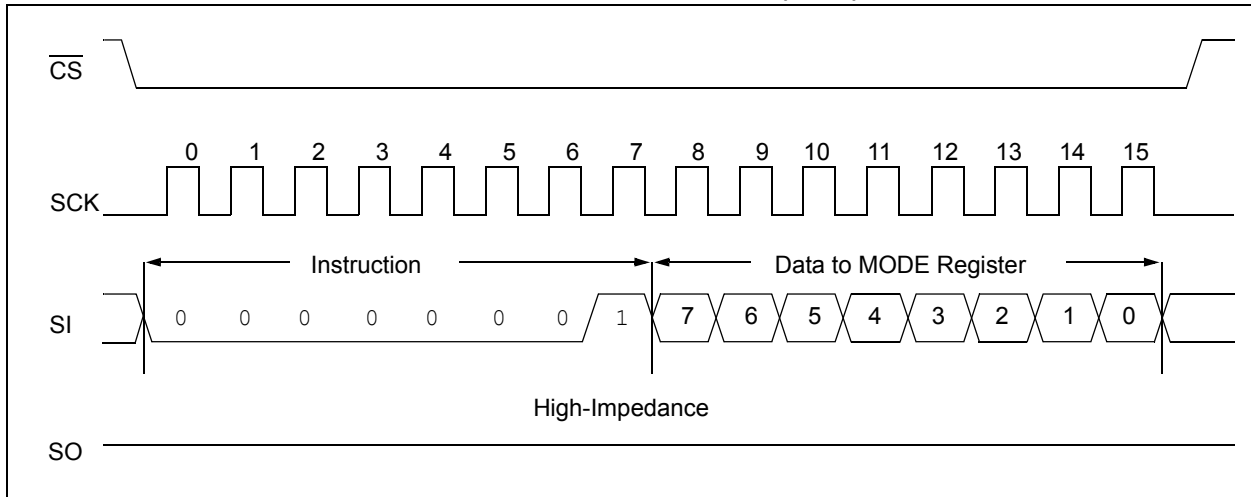 CS
0 1 2 3 4 5 6 7 8 9 10 11 12 13 14 15
SCK
Instruction Data to MODE Register
SI 0 0 0 0 0 0 0 1 7 6 5 4 3 2 1 0
High-Impedance
SO